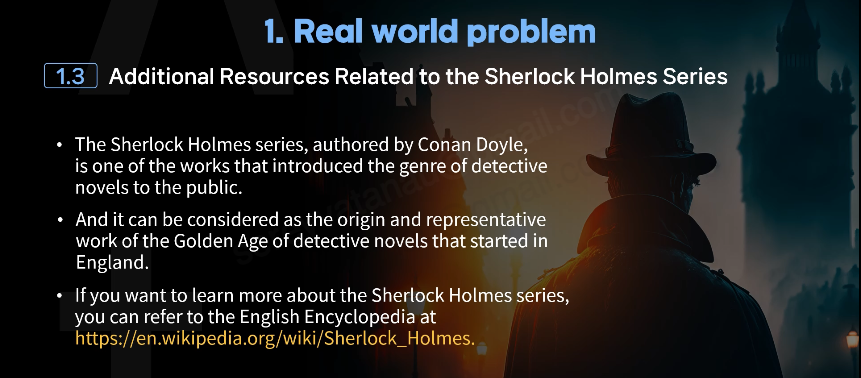 1. Real world problem
1.3 Additional Resources Related to the Sherlock Holmes Series
• The Sherlock Holmes series, authored by Conan Doyle,
is one of the works that introduced the genre of detective
novels to the public.
• And it can be considered as the origin and representative
work of the Golden Age of detective novels that started in
England.
• If you want to learn more about the Sherlock Holmes series,
you can refer to the English Encyclopedia at
https://en.wikipedia.org/wiki/Sherlock_Holmes.